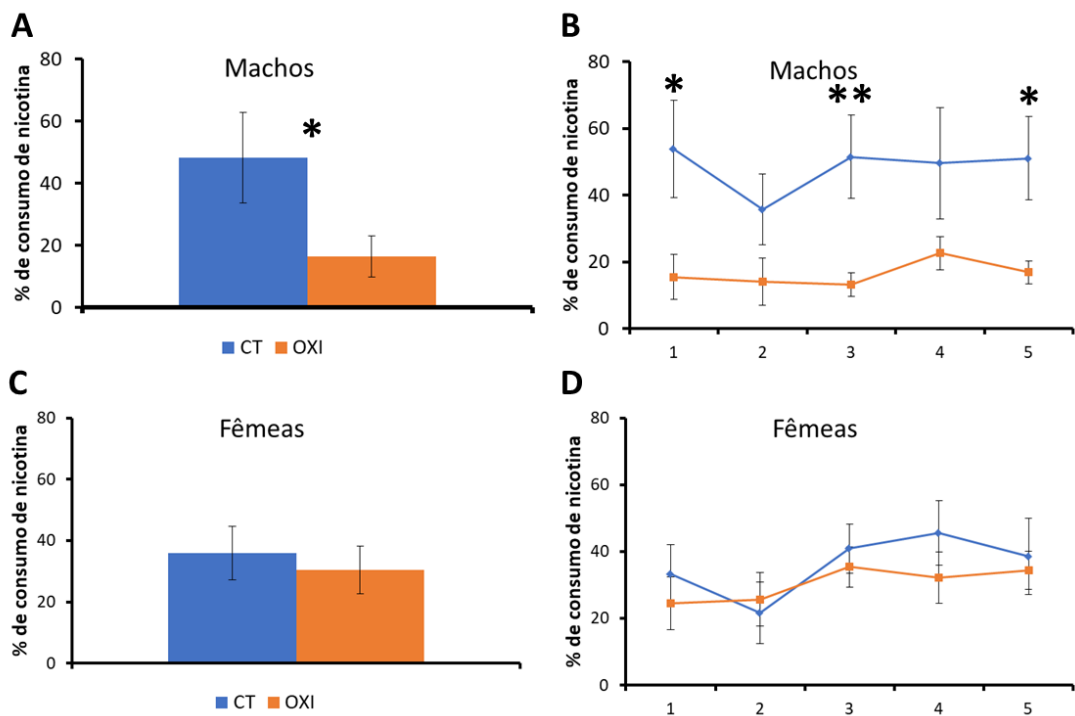 A
Machos
% de consumo de nicotina
80
60
40
20
0
*
CT OXI
B
Machos
% de consumo de nicotina
80
60
40
20
0
* ** *
1 2 3 4 5
C
Fêmeas
% de consumo de nicotina
80
60
40
20
0
CT OXI
D
Fêmeas
% de consumo de nicotina
80
60
40
20
0
1 2 3 4 5